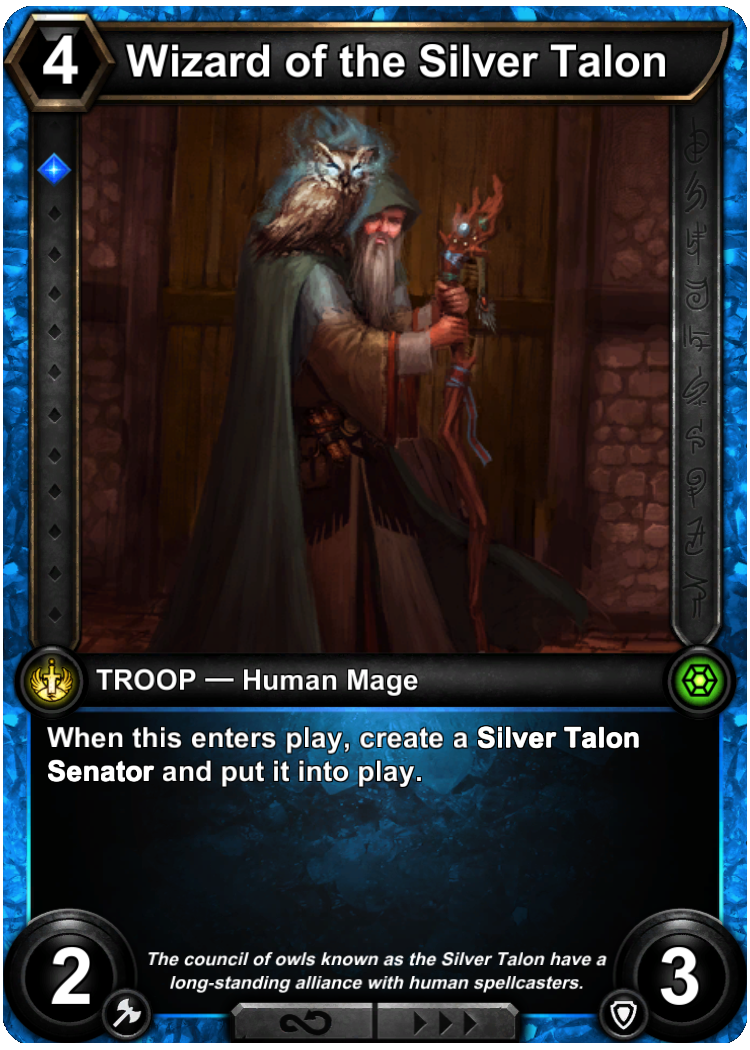 4
Wizard of the Silver Talon
TROOP — Human Mage
When this enters play, create a Silver Talon
Senator and put it into play.
The council of owls known as the Silver Talon have a
long-standing alliance with human spellcasters.
2
3